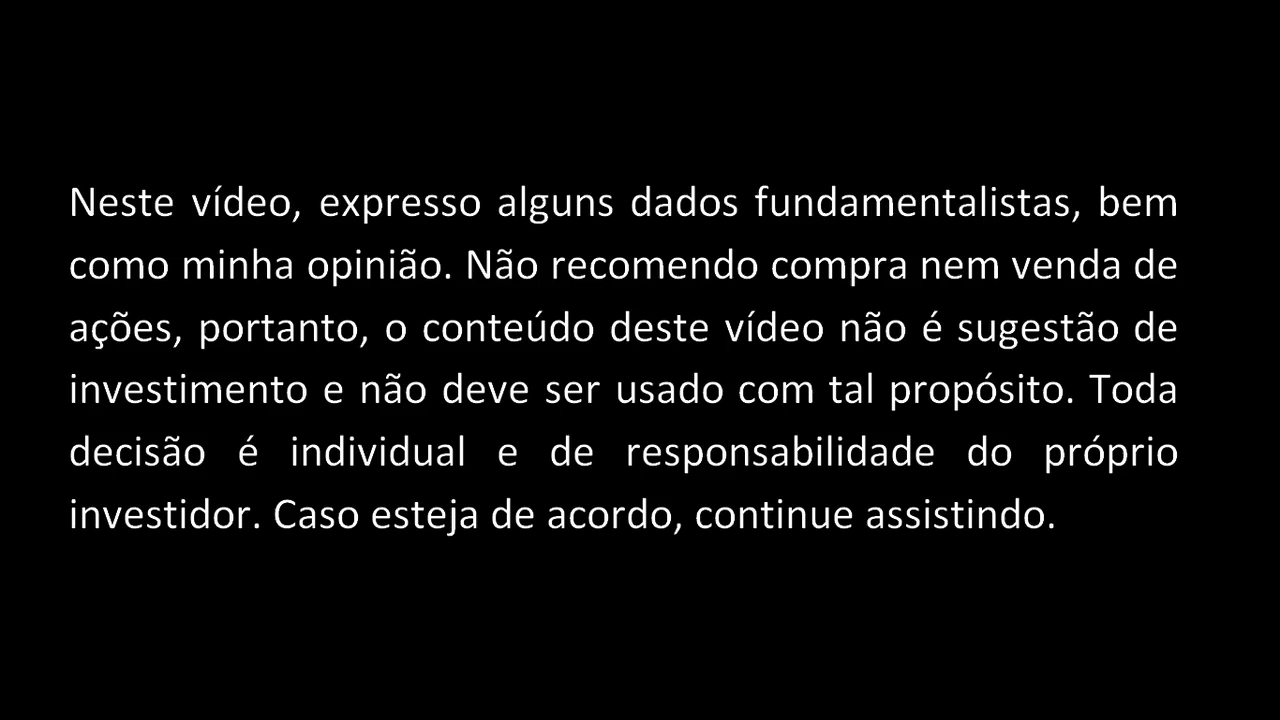 Neste vídeo, expresso alguns dados fundamentalistas, bem
como minha opinião. Não recomendo compra nem venda de
ações, portanto, o conteúdo deste vídeo não é sugestão de
investimento e não deve ser usado com tal propósito. Toda
decisão é individual e de responsabilidade do próprio
investidor. Caso esteja de acordo, continue assistindo.